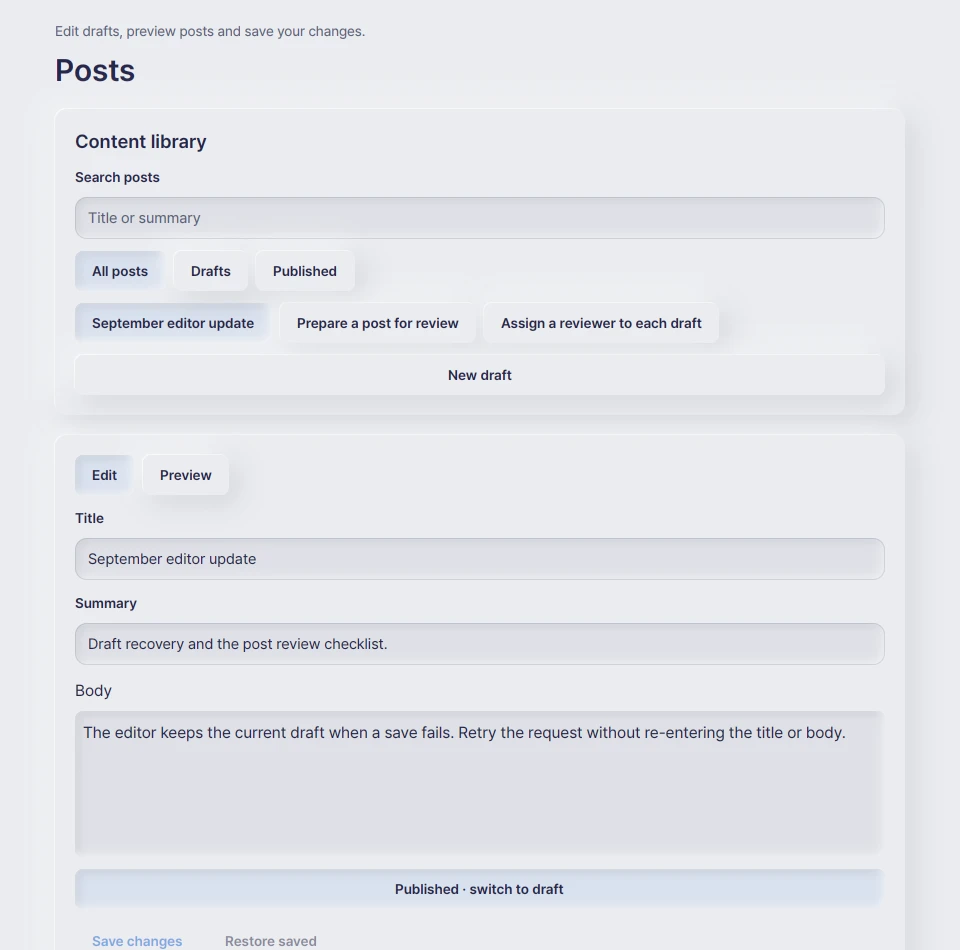 Edit drafts, preview posts and save your changes.
Posts
Content library
Search posts
Title or summary
All posts
Drafts
Published
September editor update
Prepare a post for review
Assign a reviewer to each draft
New draft
Edit
Preview
Title
September editor update
Summary
Draft recovery and the post review checklist.
Body
The editor keeps the current draft when a save fails. Retry the request without re-entering the title or body.
Published · switch to draft
Save changes
Restore saved